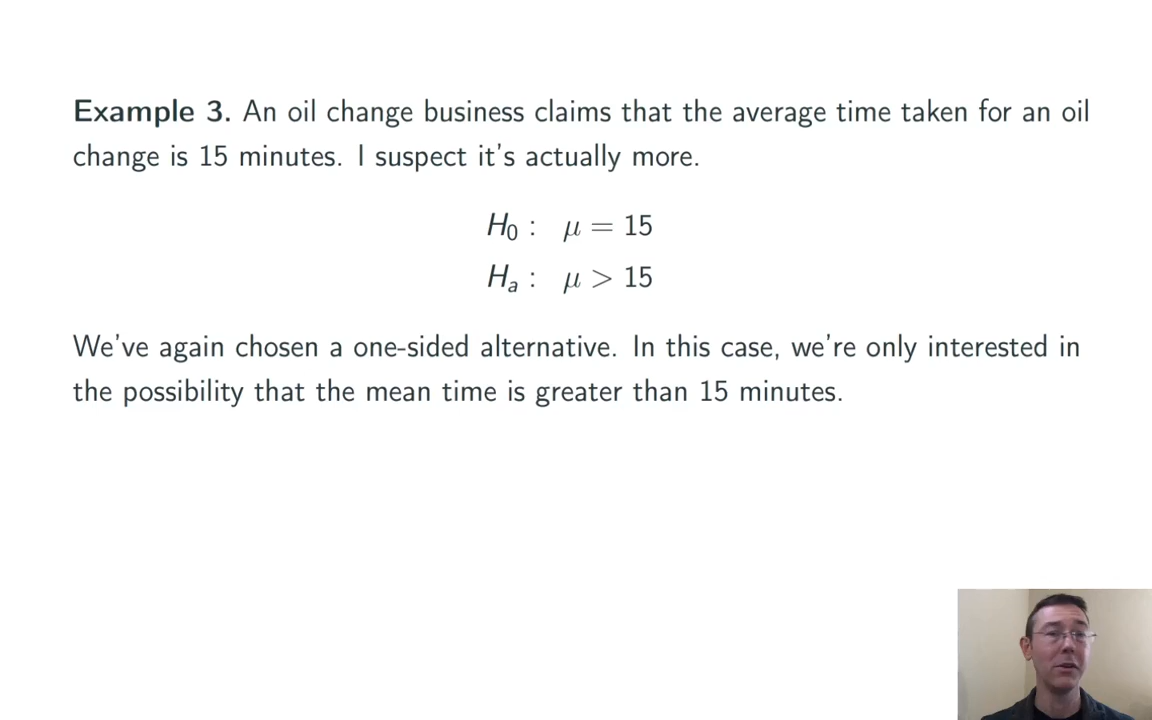 Example 3. An oil change business claims that the average time taken for an oil
change is 15 minutes. I suspect it's actually more.
H₀ : μ = 15
Hₐ : μ > 15
We've again chosen a one-sided alternative. In this case, we're only interested in
the possibility that the mean time is greater than 15 minutes.